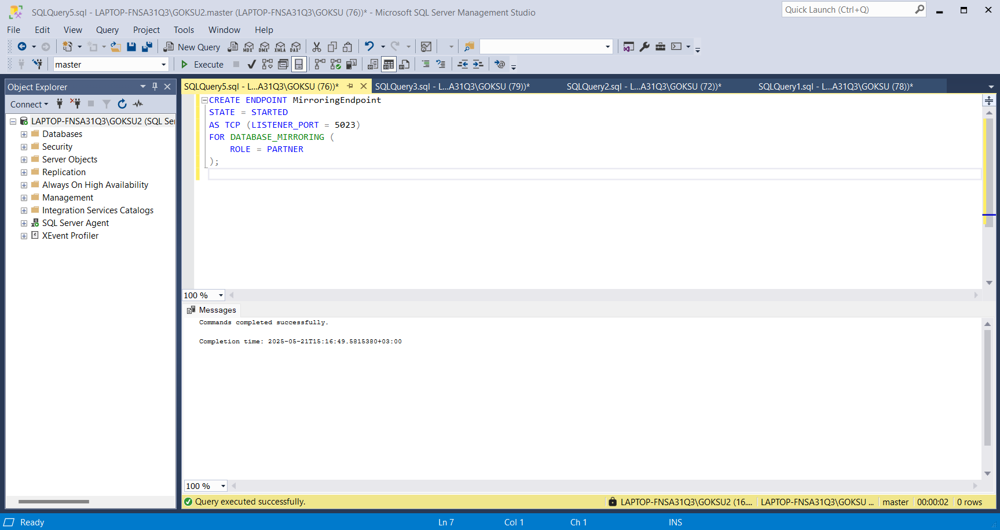 SQLQuery5.sql - LAPTOP-FNSA31Q3\GOKSU2.master (LAPTOP-FNSA31Q3\GOKSU (76))* - Microsoft SQL Server Management Studio
Quick Launch (Ctrl+Q)
File Edit View Query Project Tools Window Help
New Query MDX DMX XMLA DAX
master Execute
Object Explorer
Connect
LAPTOP-FNSA31Q3\GOKSU2 (SQL Ser
Databases
Security
Server Objects
Replication
Always On High Availability
Management
Integration Services Catalogs
SQL Server Agent
XEvent Profiler
SQLQuery5.sql - L...A31Q3\GOKSU (76))* SQLQuery3.sql - L...A31Q3\GOKSU (79))* SQLQuery2.sql - L...A31Q3\GOKSU (72))* SQLQuery1.sql - L...A31Q3\GOKSU (78))*
CREATE ENDPOINT MirroringEndpoint
STATE = STARTED
AS TCP (LISTENER_PORT = 5023)
FOR DATABASE_MIRRORING (
ROLE = PARTNER
);
100 %
Messages
Commands completed successfully.
Completion time: 2025-05-21T15:16:49.5815380+03:00
100 %
Query executed successfully. LAPTOP-FNSA31Q3\GOKSU2 (16.... LAPTOP-FNSA31Q3\GOKSU ... master 00:00:02 0 rows
Ready Ln 7 Col 1 Ch 1 INS